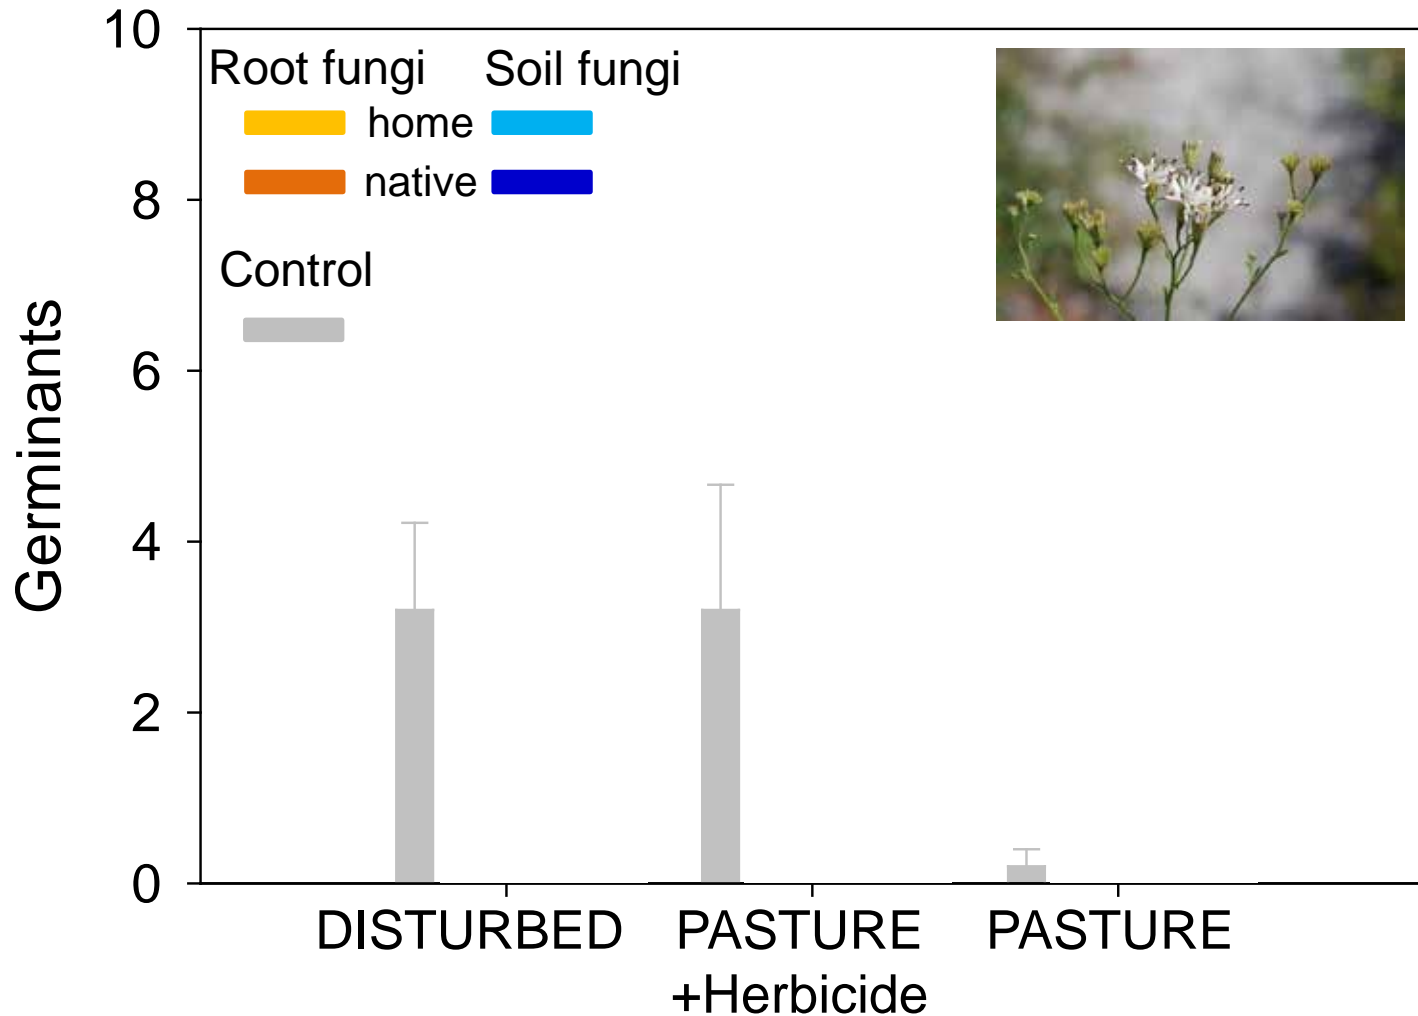 10
8
6
4
2
0
Germinants
Root fungi Soil fungi
home
native
Control
DISTURBED PASTURE PASTURE
+Herbicide